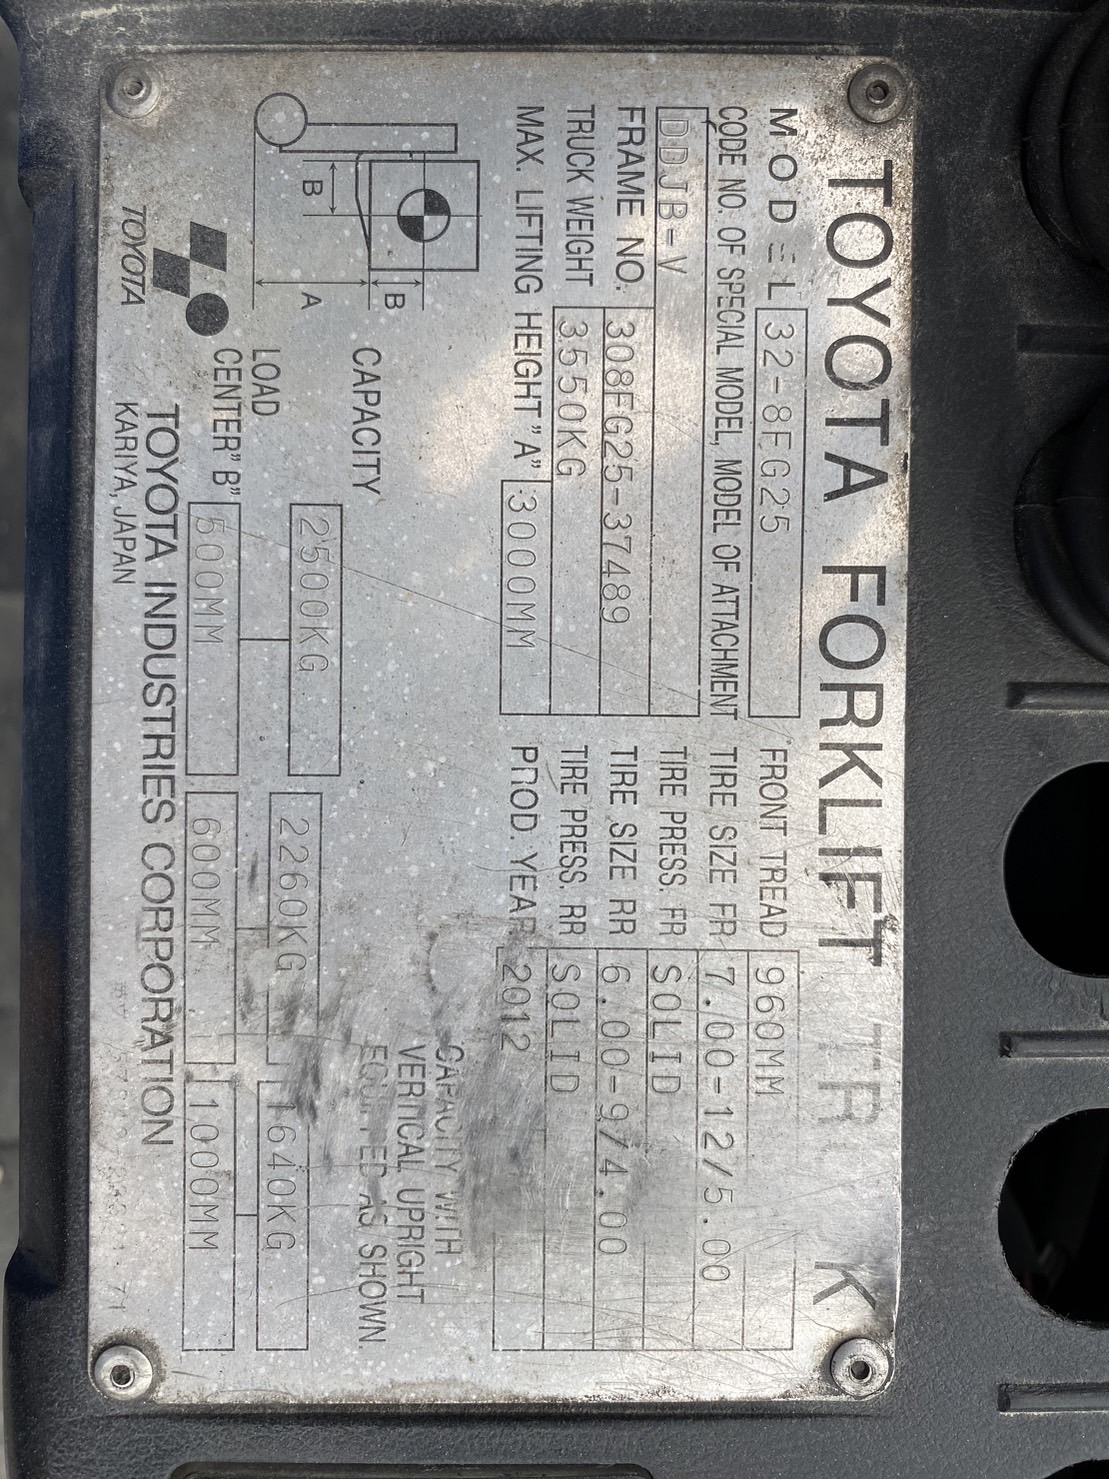 TOYOTA FORKLIFT TR K
MODEL 32-8FG25
CODE NO. OF SPECIAL MODEL, MODEL OF ATTACHMENT
DDJB-V
FRAME NO. 308FG25-37489
TRUCK WEIGHT 3550KG
MAX. LIFTING HEIGHT "A" 3000MM
FRONT TREAD 960MM
TIRE SIZE FR 7.00-12/5.00
TIRE PRESS. FR SOLID
TIRE SIZE RR 6.00-9/4.00
TIRE PRESS. RR SOLID
PROD. YEAR 2012
CAPACITY WITH
VERTICAL UPRIGHT
EQUIPPED AS SHOWN.
B
B
A
CAPACITY 2500KG 2260KG 1640KG
LOAD
CENTER "B" 500MM 600MM 1000MM
TOYOTA
TOYOTA INDUSTRIES CORPORATION
KARIYA, JAPAN